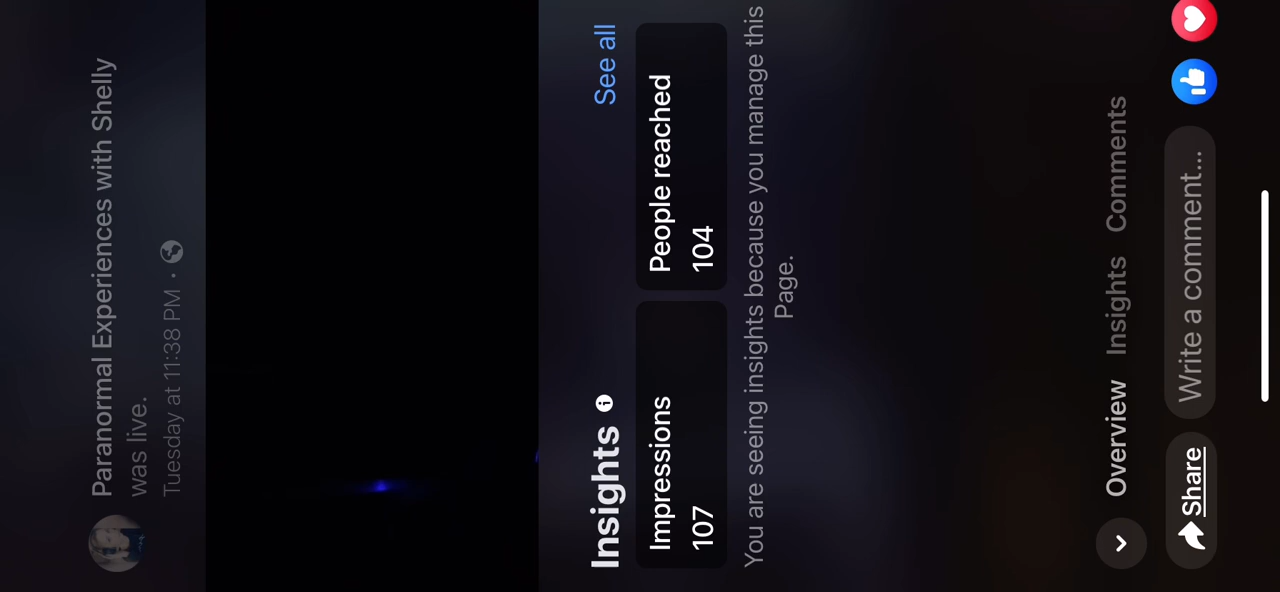 Paranormal Experiences with Shelly
was live.
Tuesday at 11:38 PM ·
Insights
See all
Impressions
107
People reached
104
You are seeing insights because you manage this
Page.
Overview Insights Comments
Share
Write a comment...